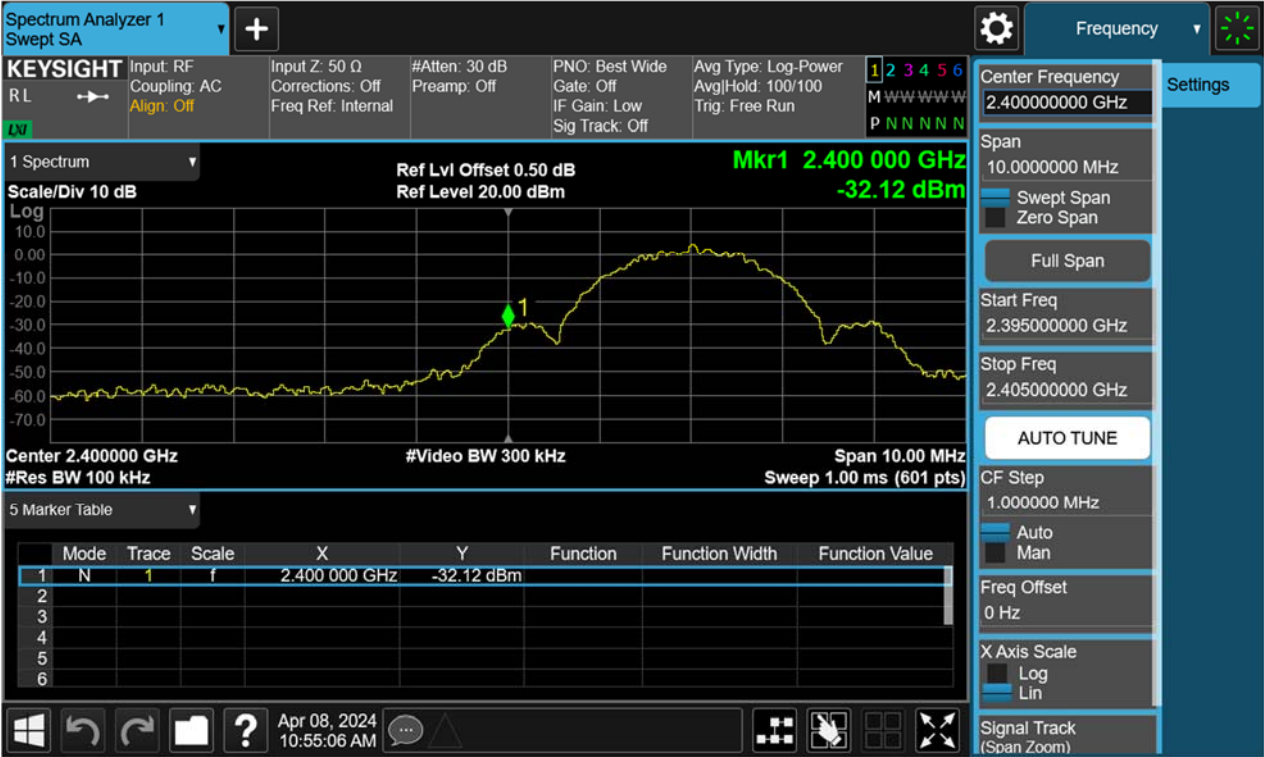 Spectrum Analyzer 1
Swept SA
+
Frequency
KEYSIGHT
R L
LXI
Input: RF
Coupling: AC
Align: Off
Input Z: 50 Ω
Corrections: Off
Freq Ref: Internal
#Atten: 30 dB
Preamp: Off
PNO: Best Wide
Gate: Off
IF Gain: Low
Sig Track: Off
Avg Type: Log-Power
Avg|Hold: 100/100
Trig: Free Run
1 2 3 4 5 6
M W W W W W
P N N N N N
1 Spectrum
Scale/Div 10 dB
Ref Lvl Offset 0.50 dB
Ref Level 20.00 dBm
Mkr1 2.400 000 GHz
-32.12 dBm
Log
10.0
0.00
-10.0
-20.0
-30.0
-40.0
-50.0
-60.0
-70.0
1
Center 2.400000 GHz
#Res BW 100 kHz
#Video BW 300 kHz
Span 10.00 MHz
Sweep 1.00 ms (601 pts)
5 Marker Table
Mode Trace Scale X Y Function Function Width Function Value
1 N 1 f 2.400 000 GHz -32.12 dBm
2
3
4
5
6
?
Apr 08, 2024
10:55:06 AM
Center Frequency
2.400000000 GHz
Span
10.0000000 MHz
Swept Span
Zero Span
Full Span
Start Freq
2.395000000 GHz
Stop Freq
2.405000000 GHz
AUTO TUNE
CF Step
1.000000 MHz
Auto
Man
Freq Offset
0 Hz
X Axis Scale
Log
Lin
Signal Track
(Span Zoom)
Settings